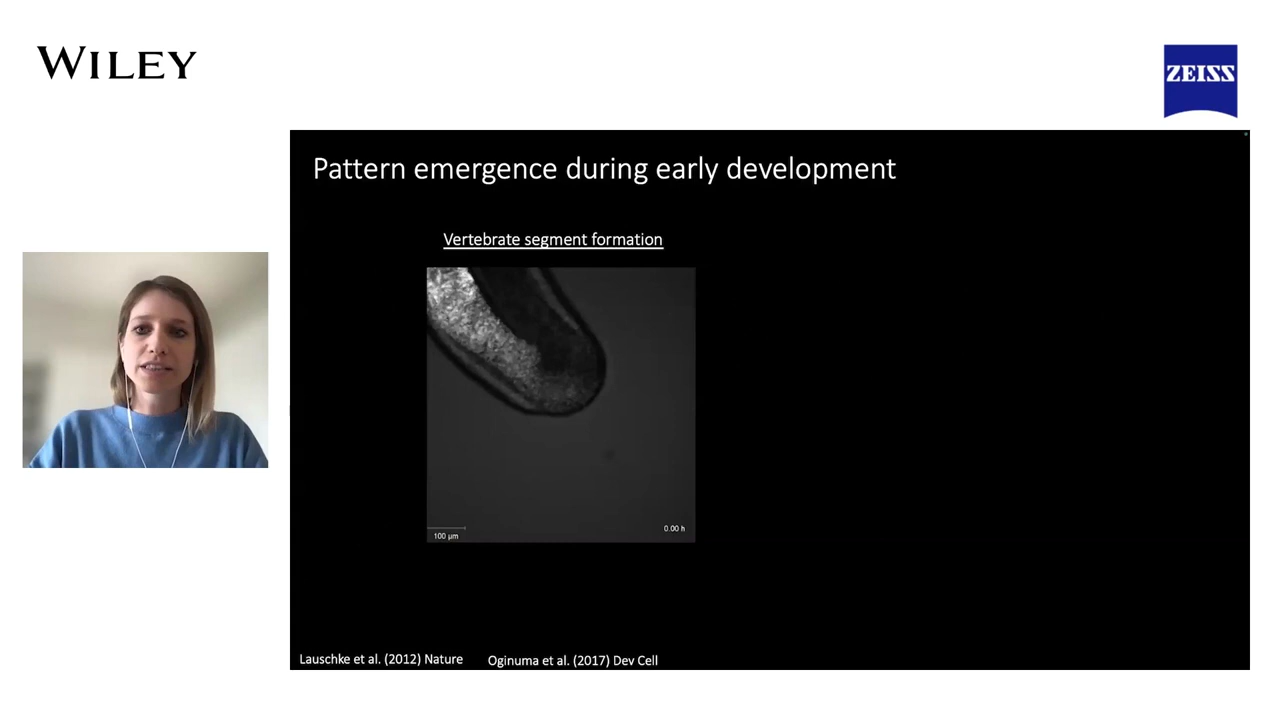 WILEY
ZEISS
Pattern emergence during early development
Vertebrate segment formation
100 µm
0.00 h
Lauschke et al. (2012) Nature
Oginuma et al. (2017) Dev Cell